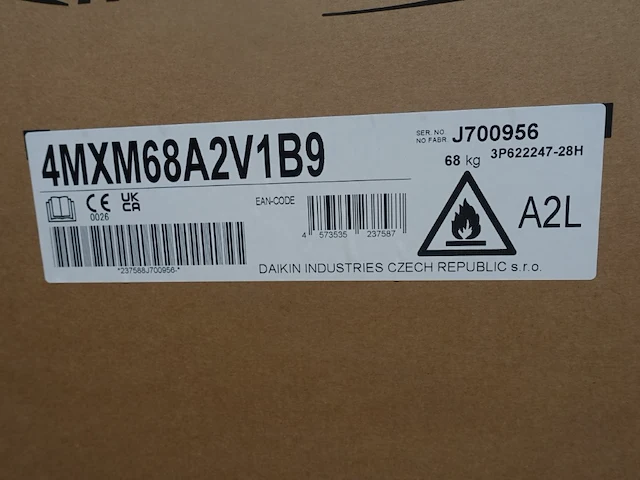 4MXM68A2V1B9
SER. NO.
NO FABR. J700956
68 kg 3P622247-28H
CE 0026 UK CA
EAN-CODE
4 573535 237587
A2L
*237588J700956*
DAIKIN INDUSTRIES CZECH REPUBLIC s.r.o.